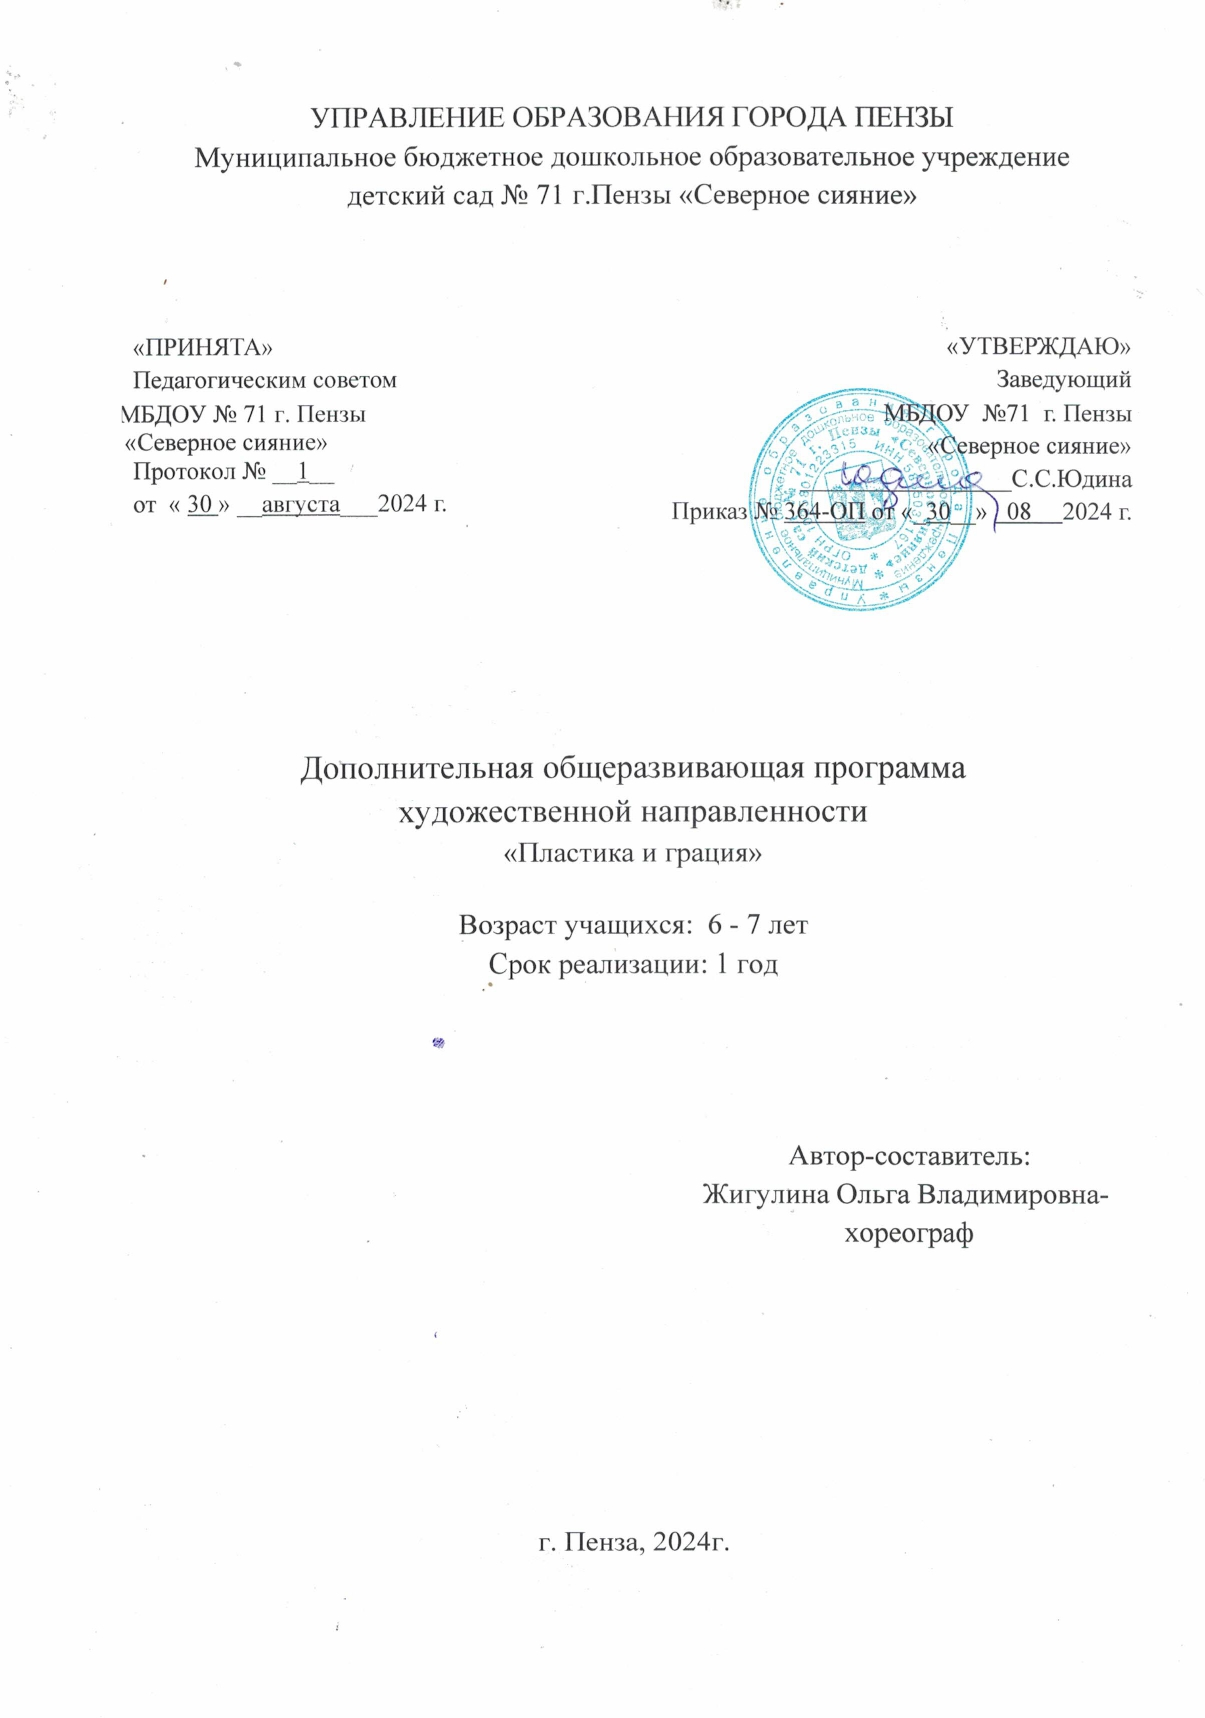 УПРАВЛЕНИЕ ОБРАЗОВАНИЯ ГОРОДА ПЕНЗЫ
Муниципальное бюджетное дошкольное образовательное учреждение
детский сад № 71 г.Пензы «Северное сияние»
«ПРИНЯТА»
Педагогическим советом
МБДОУ № 71 г. Пензы
«Северное сияние»
Протокол № __1__
от « 30 » __августа___2024 г.
«УТВЕРЖДАЮ»
Заведующий
МБДОУ №71 г. Пензы
«Северное сияние»
С.С.Юдина
Приказ № 364-ОП от «_30__» _08___2024 г.
Дополнительная общеразвивающая программа
художественной направленности
«Пластика и грация»
Возраст учащихся: 6 - 7 лет
Срок реализации: 1 год
Автор-составитель:
Жигулина Ольга Владимировна-
хореограф
г. Пенза, 2024г.